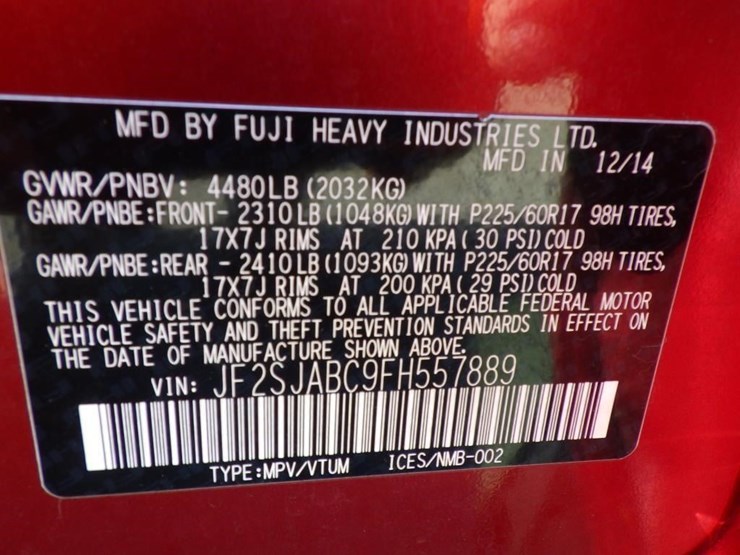 MFD BY FUJI HEAVY INDUSTRIES LTD.
MFD IN 12/14
GVWR/PNBV: 4480LB (2032KG)
GAWR/PNBE:FRONT- 2310LB (1048KG) WITH P225/60R17 98H TIRES,
17X7J RIMS AT 210 KPA ( 30 PSI) COLD
GAWR/PNBE:REAR - 2410LB (1093KG) WITH P225/60R17 98H TIRES,
17X7J RIMS AT 200 KPA ( 29 PSI) COLD
THIS VEHICLE CONFORMS TO ALL APPLICABLE FEDERAL MOTOR
VEHICLE SAFETY AND THEFT PREVENTION STANDARDS IN EFFECT ON
THE DATE OF MANUFACTURE SHOWN ABOVE.
VIN: JF2SJABC9FH557889
TYPE:MPV/VTUM ICES/NMB-002